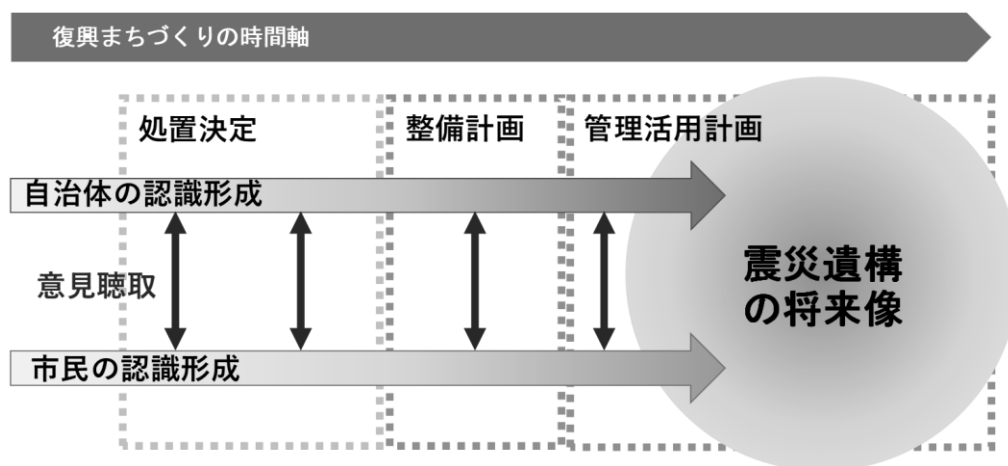 復興まちづくりの時間軸
処置決定
整備計画
管理活用計画
自治体の認識形成
意見聴取
市民の認識形成
震災遺構
の将来像